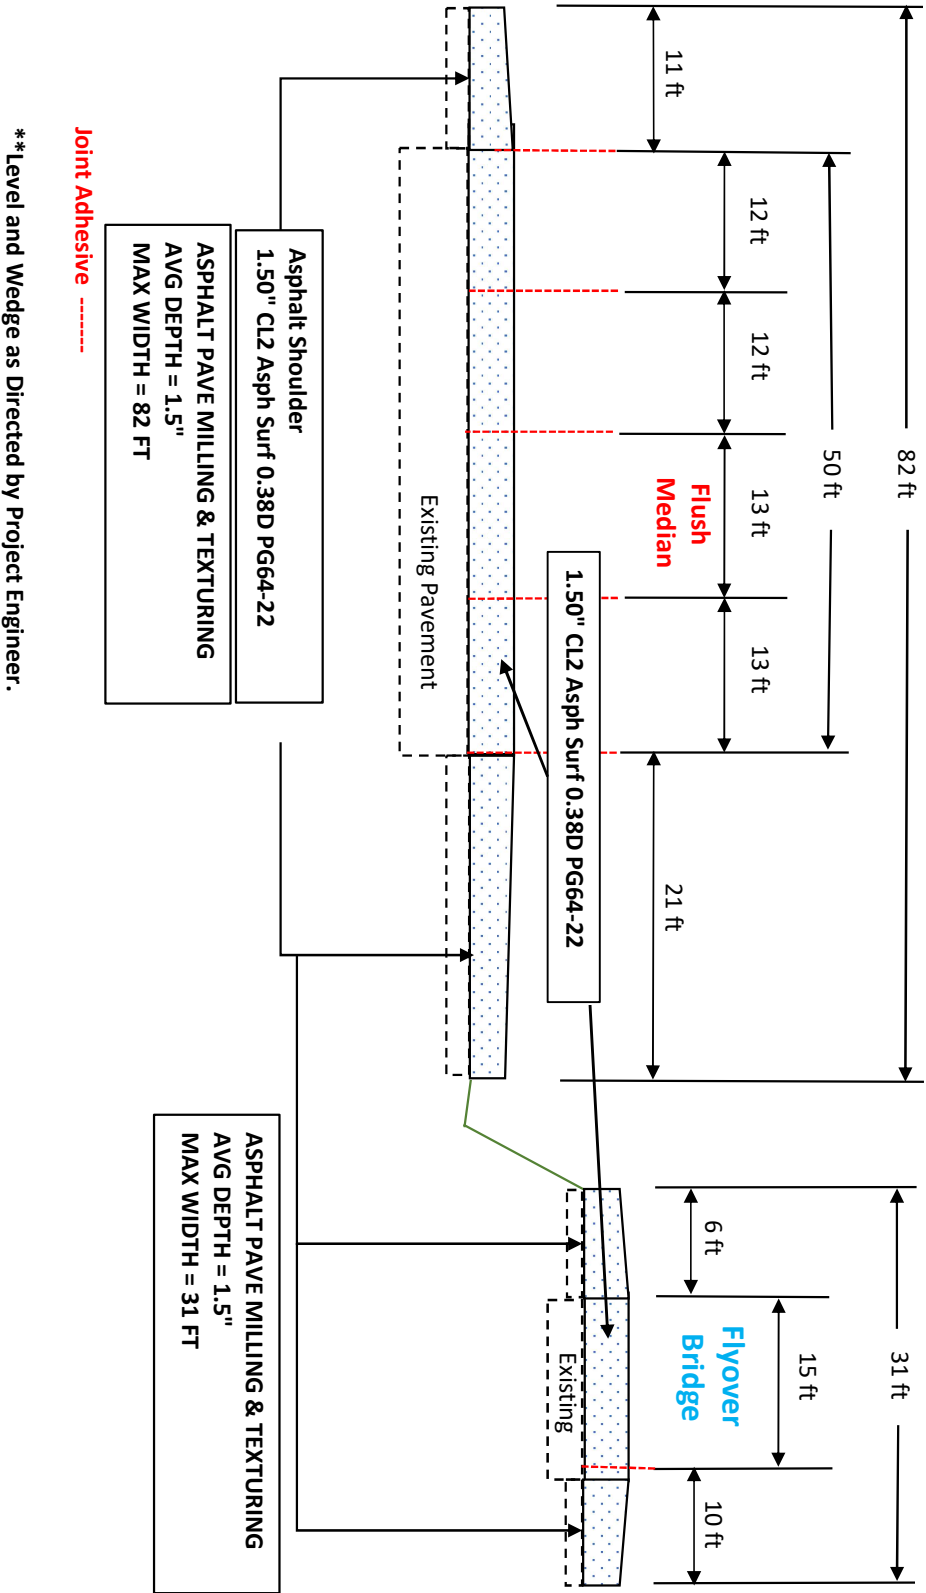 82 ft
50 ft
11 ft
12 ft
12 ft
13 ft
13 ft
21 ft
Flush
Median
31 ft
15 ft
6 ft
10 ft
Flyover
Bridge
1.50" CL2 Asph Surf 0.38D PG64-22
Existing Pavement
Existing
Asphalt Shoulder
1.50" CL2 Asph Surf 0.38D PG64-22
ASPHALT PAVE MILLING & TEXTURING
AVG DEPTH = 1.5"
MAX WIDTH = 82 FT
ASPHALT PAVE MILLING & TEXTURING
AVG DEPTH = 1.5"
MAX WIDTH = 31 FT
Joint Adhesive -------
**Level and Wedge as Directed by Project Engineer.